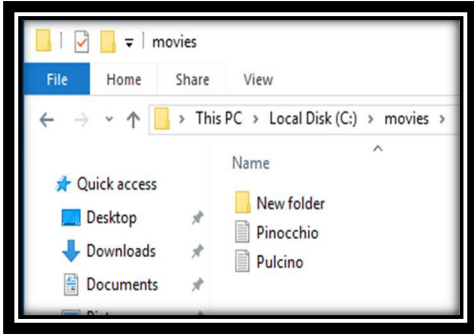 movies
File Home Share View
This PC > Local Disk (C:) > movies >
Name
Quick access
New folder
Desktop
Pinocchio
Downloads
Pulcino
Documents